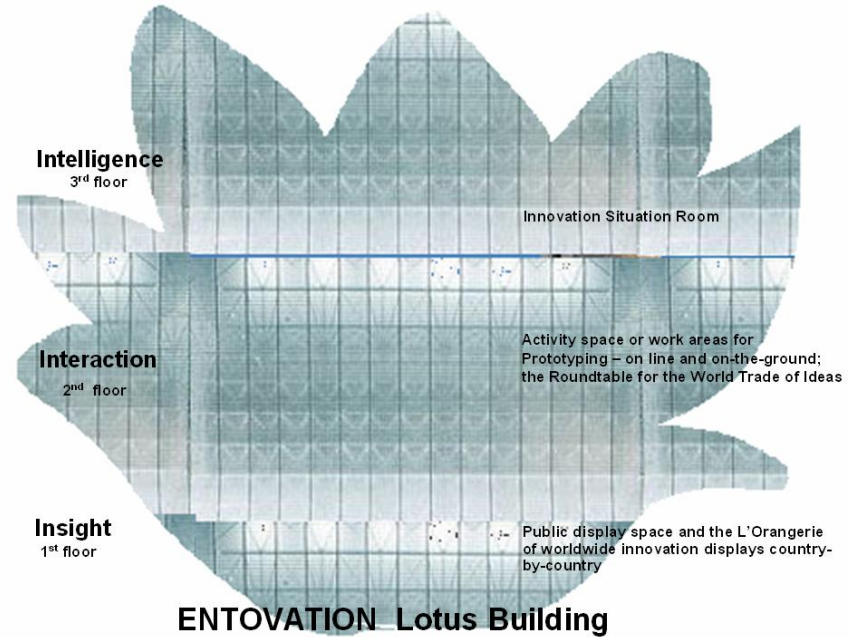 Intelligence
3rd floor
Innovation Situation Room
Interaction
2nd floor
Activity space or work areas for
Prototyping – on line and on-the-ground;
the Roundtable for the World Trade of Ideas
Insight
1st floor
Public display space and the L'Orangerie
of worldwide innovation displays country-
by-country
ENTOVATION Lotus Building